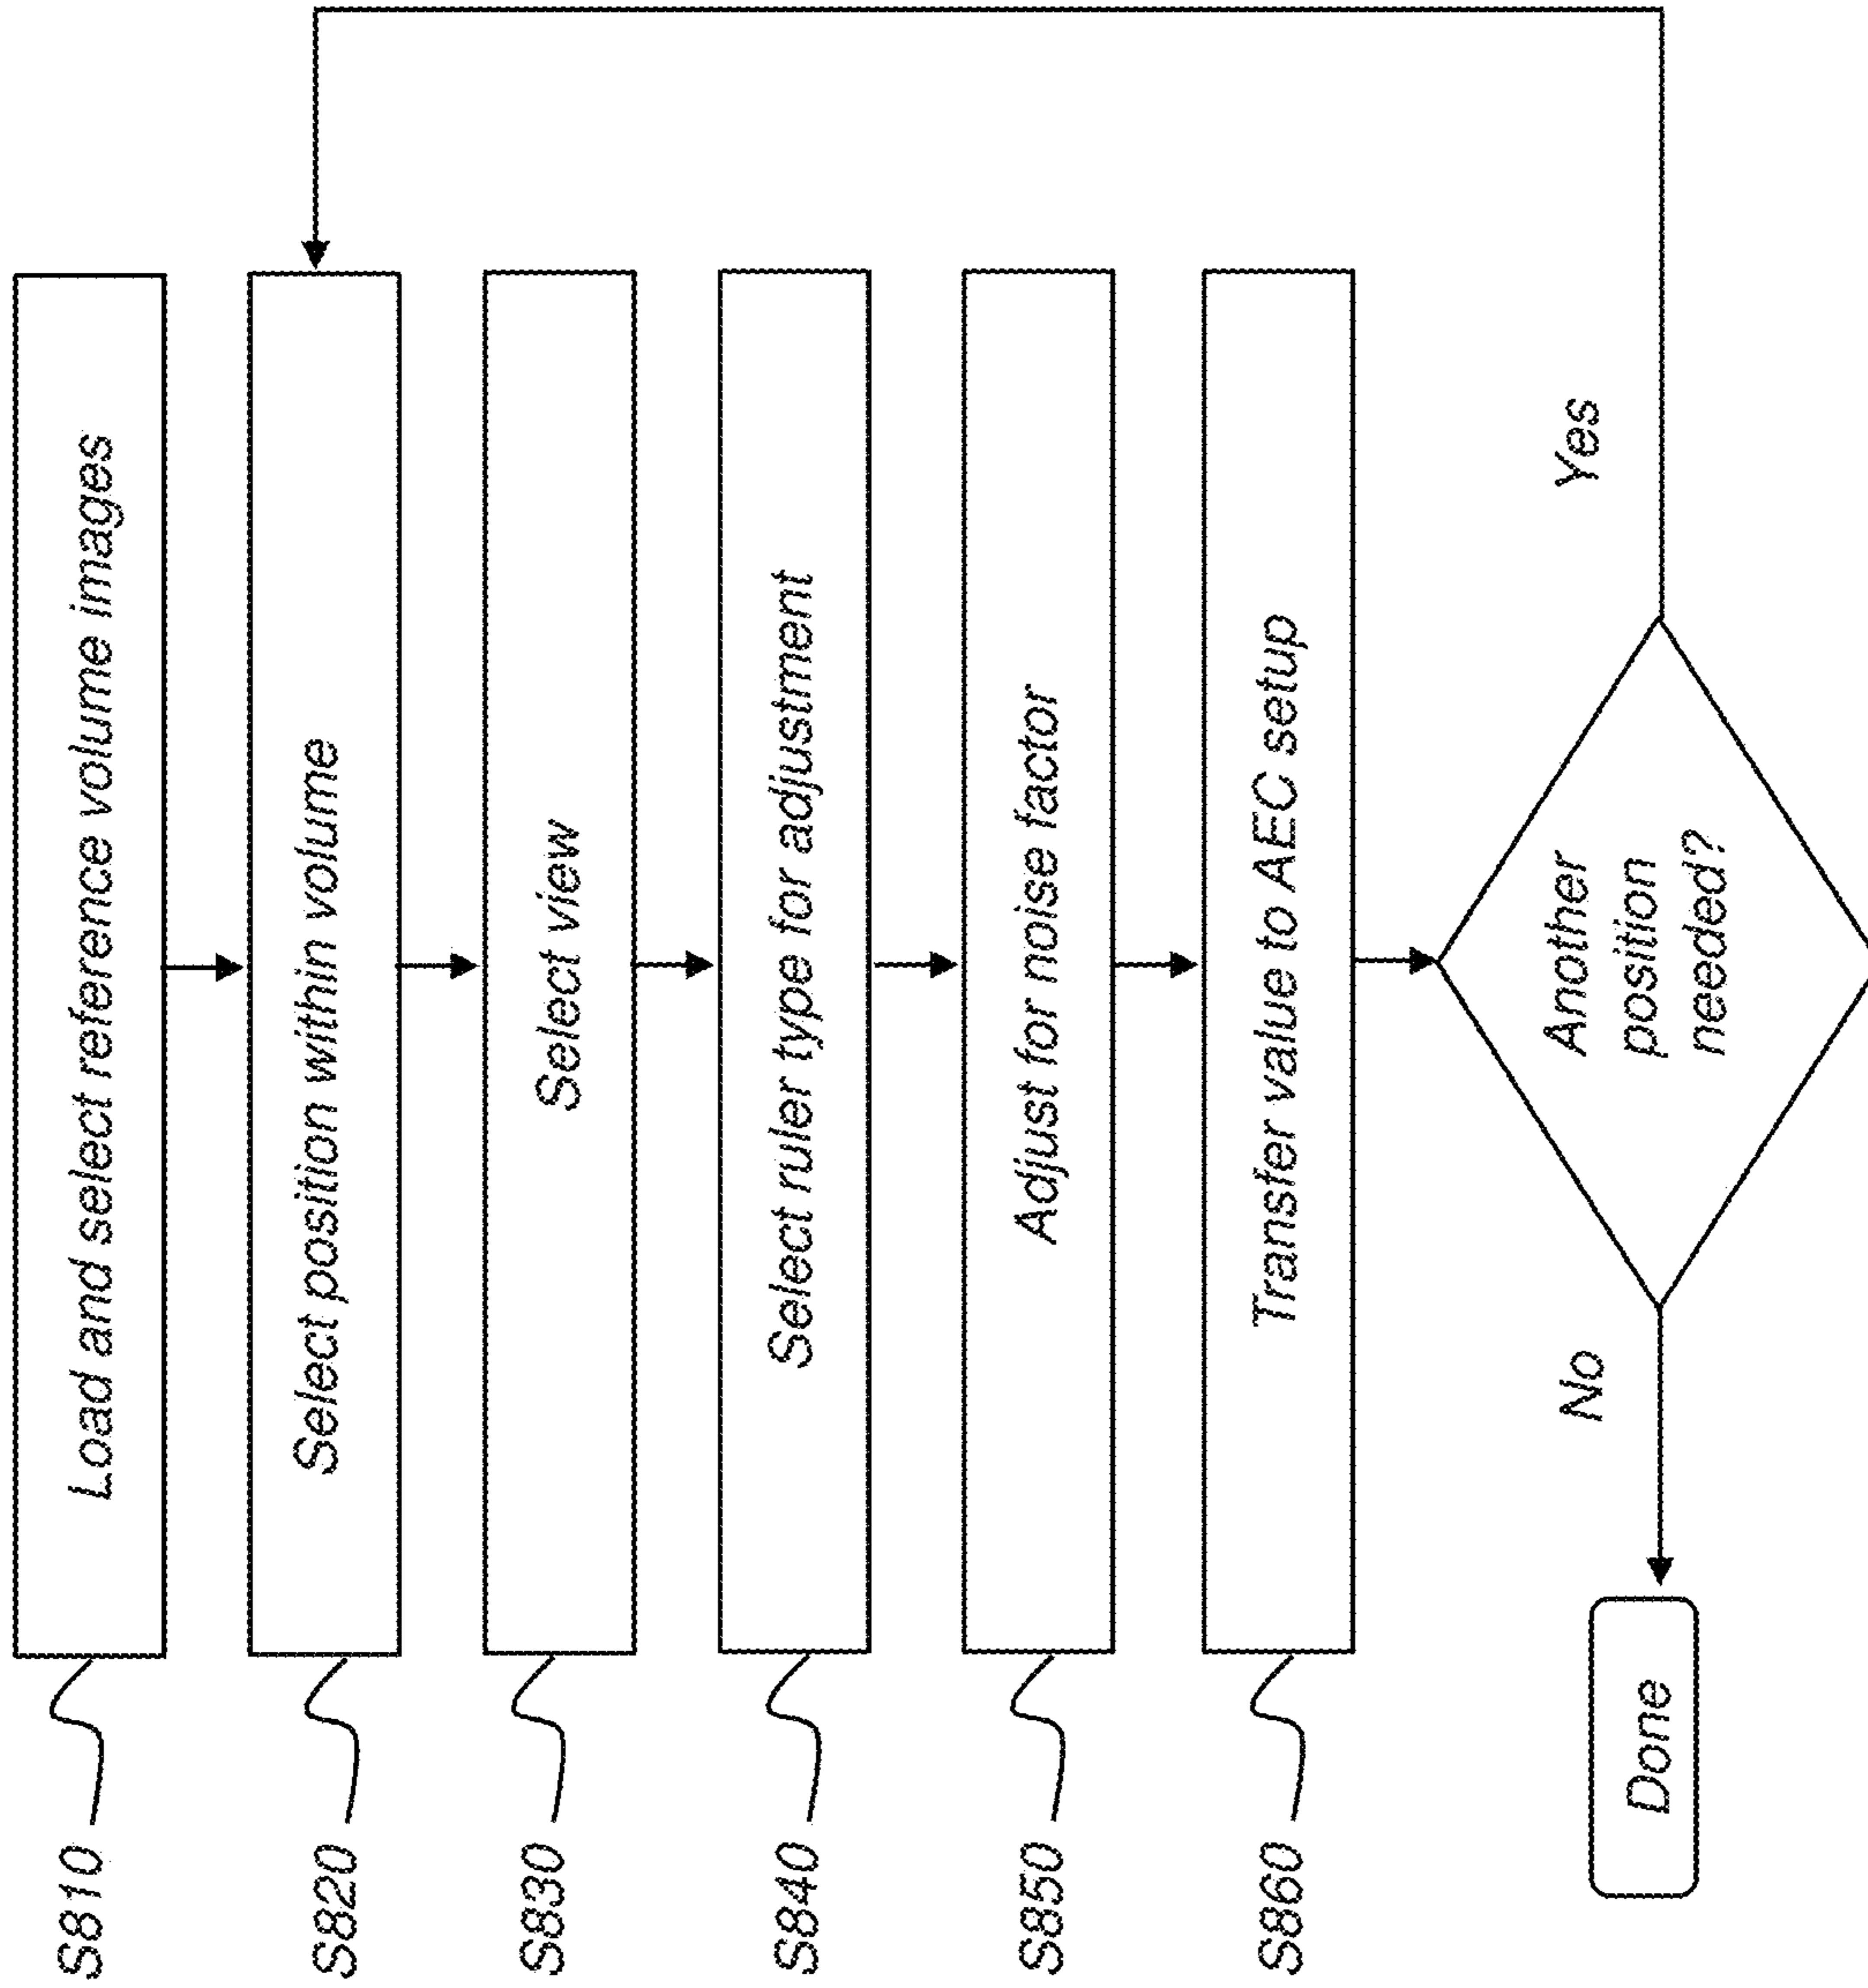 S810
Load and select reference volume images
S820
Select position within volume
S830
Select view
S840
Select ruler type for adjustment
S850
Adjust for noise factor
S860
Transfer value to AEC setup
Another
position
needed?
No
Yes
Done